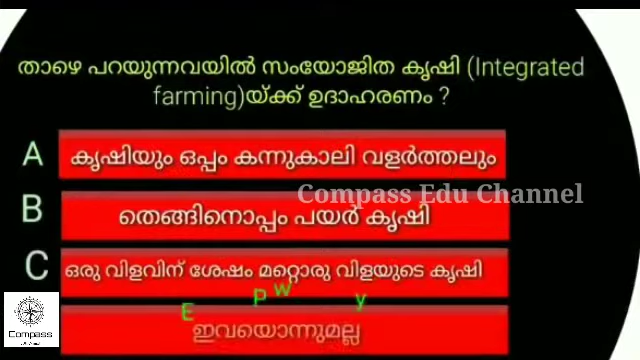 താഴെ പറയുന്നവയിൽ സംയോജിത കൃഷി (Integrated
farming)യ്ക്ക് ഉദാഹരണം ?
A കൃഷിയും ഒപ്പം കന്നുകാലി വളർത്തലും
Compass Edu Channel
B തെങ്ങിനൊപ്പം പയർ കൃഷി
C ഒരു വിളവിന് ശേഷം മറ്റൊരു വിളയുടെ കൃഷി
E P W y
ഇവയൊന്നുമല്ല
Compass